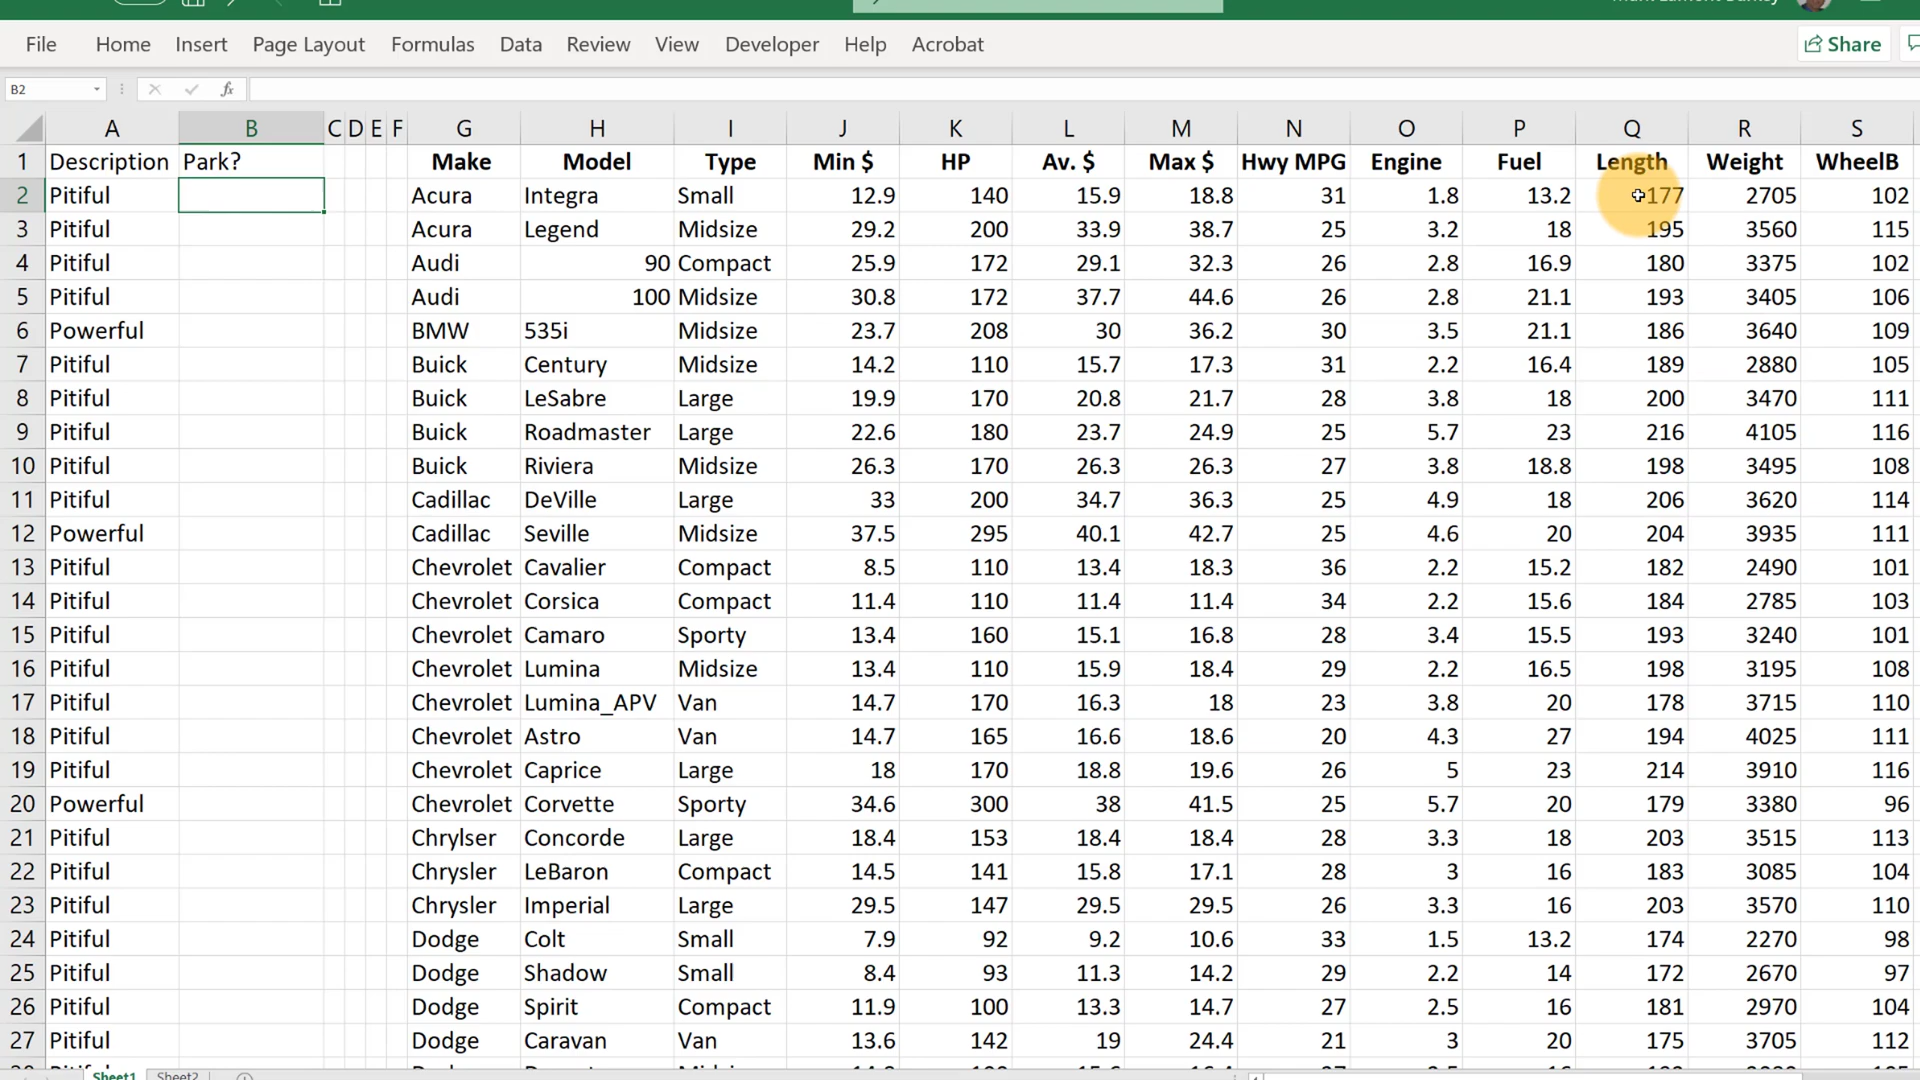 File Home Insert Page Layout Formulas Data Review View Developer Help Acrobat Share
B2 fx
A B C D E F G H I J K L M N O P Q R S
1 Description Park? Make Model Type Min $ HP Av. $ Max $ Hwy MPG Engine Fuel Length Weight WheelB
2 Pitiful Acura Integra Small 12.9 140 15.9 18.8 31 1.8 13.2 177 2705 102
3 Pitiful Acura Legend Midsize 29.2 200 33.9 38.7 25 3.2 18 195 3560 115
4 Pitiful Audi 90 Compact 25.9 172 29.1 32.3 26 2.8 16.9 180 3375 102
5 Pitiful Audi 100 Midsize 30.8 172 37.7 44.6 26 2.8 21.1 193 3405 106
6 Powerful BMW 535i Midsize 23.7 208 30 36.2 30 3.5 21.1 186 3640 109
7 Pitiful Buick Century Midsize 14.2 110 15.7 17.3 31 2.2 16.4 189 2880 105
8 Pitiful Buick LeSabre Large 19.9 170 20.8 21.7 28 3.8 18 200 3470 111
9 Pitiful Buick Roadmaster Large 22.6 180 23.7 24.9 25 5.7 23 216 4105 116
10 Pitiful Buick Riviera Midsize 26.3 170 26.3 26.3 27 3.8 18.8 198 3495 108
11 Pitiful Cadillac DeVille Large 33 200 34.7 36.3 25 4.9 18 206 3620 114
12 Powerful Cadillac Seville Midsize 37.5 295 40.1 42.7 25 4.6 20 204 3935 111
13 Pitiful Chevrolet Cavalier Compact 8.5 110 13.4 18.3 36 2.2 15.2 182 2490 101
14 Pitiful Chevrolet Corsica Compact 11.4 110 11.4 11.4 34 2.2 15.6 184 2785 103
15 Pitiful Chevrolet Camaro Sporty 13.4 160 15.1 16.8 28 3.4 15.5 193 3240 101
16 Pitiful Chevrolet Lumina Midsize 13.4 110 15.9 18.4 29 2.2 16.5 198 3195 108
17 Pitiful Chevrolet Lumina_APV Van 14.7 170 16.3 18 23 3.8 20 178 3715 110
18 Pitiful Chevrolet Astro Van 14.7 165 16.6 18.6 20 4.3 27 194 4025 111
19 Pitiful Chevrolet Caprice Large 18 170 18.8 19.6 26 5 23 214 3910 116
20 Powerful Chevrolet Corvette Sporty 34.6 300 38 41.5 25 5.7 20 179 3380 96
21 Pitiful Chrylser Concorde Large 18.4 153 18.4 18.4 28 3.3 18 203 3515 113
22 Pitiful Chrysler LeBaron Compact 14.5 141 15.8 17.1 28 3 16 183 3085 104
23 Pitiful Chrysler Imperial Large 29.5 147 29.5 29.5 26 3.3 16 203 3570 110
24 Pitiful Dodge Colt Small 7.9 92 9.2 10.6 33 1.5 13.2 174 2270 98
25 Pitiful Dodge Shadow Small 8.4 93 11.3 14.2 29 2.2 14 172 2670 97
26 Pitiful Dodge Spirit Compact 11.9 100 13.3 14.7 27 2.5 16 181 2970 104
27 Pitiful Dodge Caravan Van 13.6 142 19 24.4 21 3 20 175 3705 112
Sheet1 Sheet2